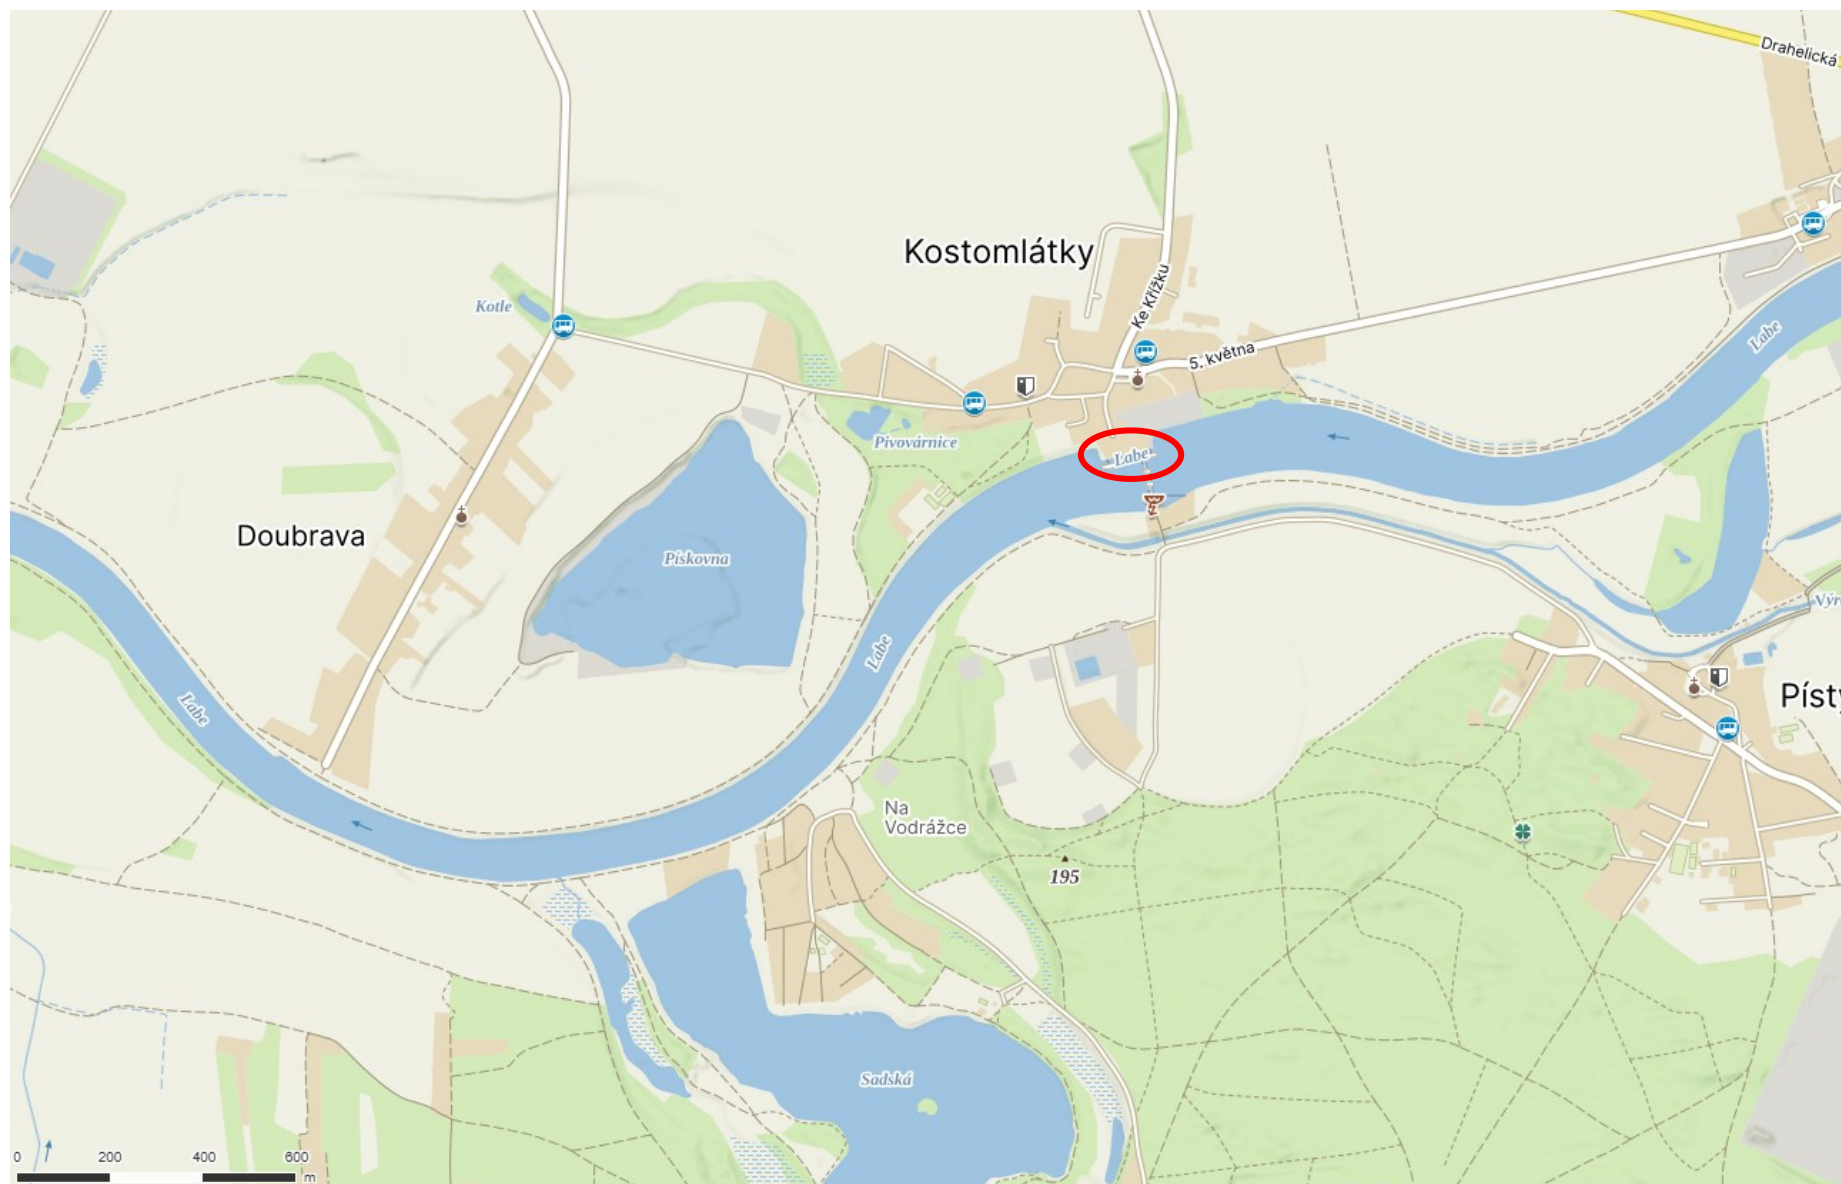 Drahelická
Kostomlátky
Ke Křížku
Kotle
Labe
5. května
Pivovárnice
Labe
Doubrava
Pískovna
Výr
Labe
Písty
Labe
Na
Vodrážce
195
Sadská
0 200 400 600
m